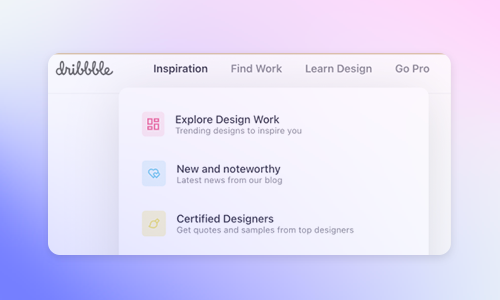 dribbble
Inspiration Find Work Learn Design Go Pro
Explore Design Work
Trending designs to inspire you
New and noteworthy
Latest news from our blog
Certified Designers
Get quotes and samples from top designers